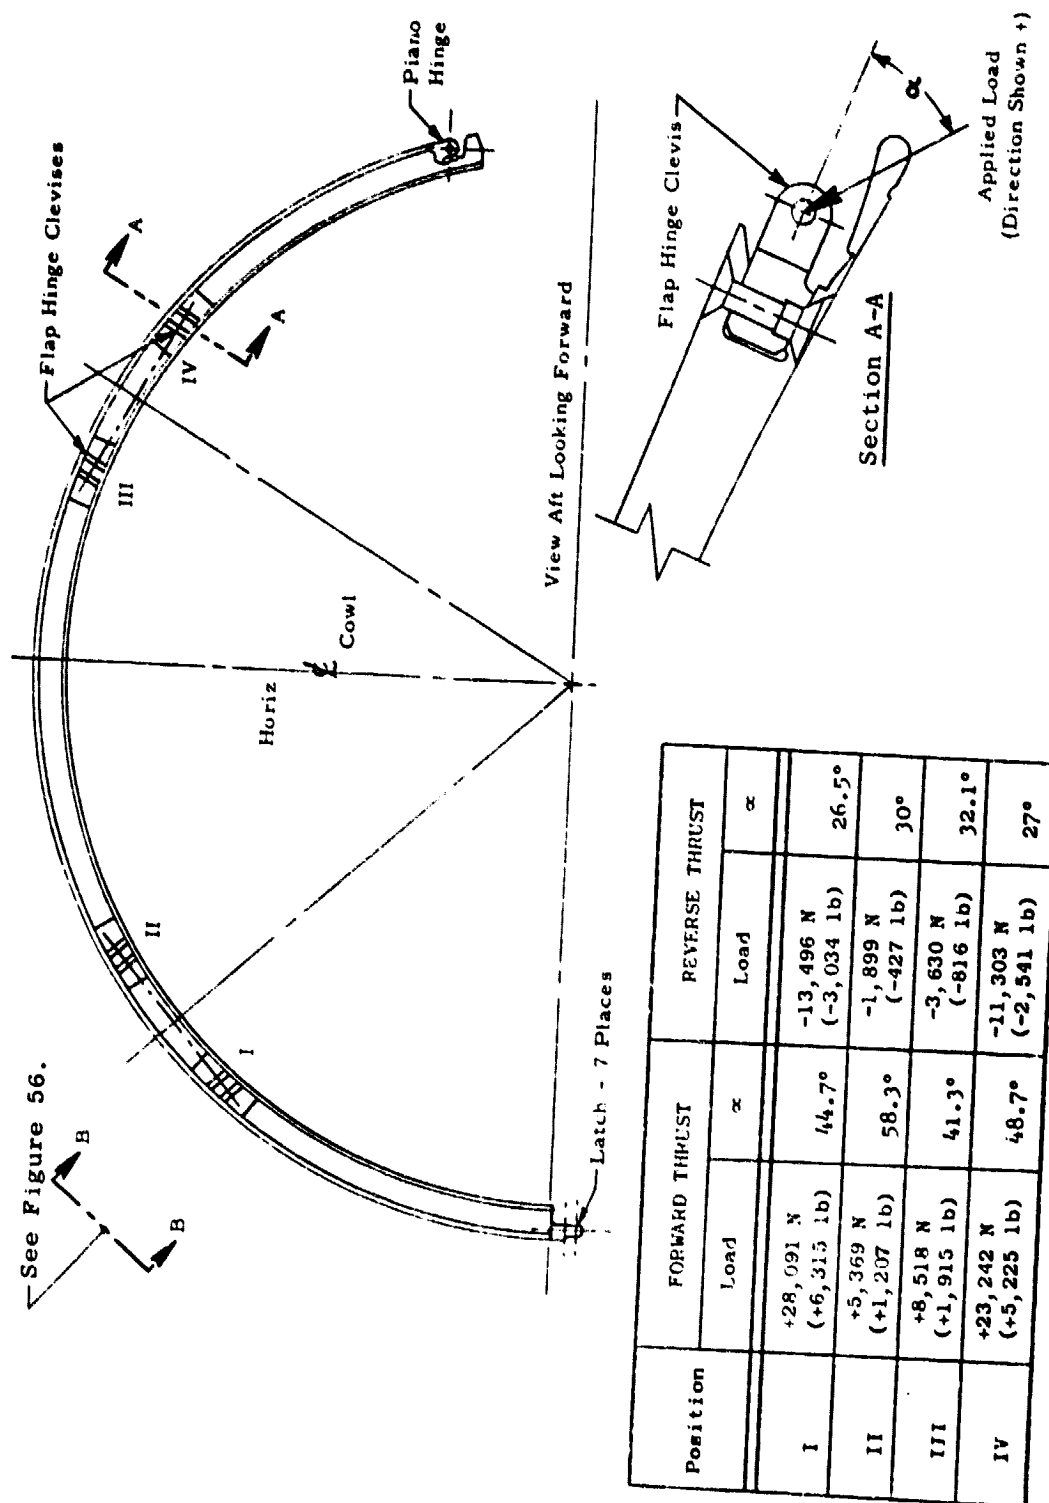 See Figure 56.
B
B
Flap Hinge Clevises
A
A
Piano
Hinge
I
II
III
IV
Horiz
℄ Cowl
View Aft Looking Forward
Latch - 7 Places
Flap Hinge Clevis
α
Applied Load
(Direction Shown +)
Section A-A
Position
FORWARD THRUST
REVERSE THRUST
Load
α
Load
α
I
+28,091 N
(+6,315 lb)
44.7°
-13,496 N
(-3,034 lb)
26.5°
II
+5,369 N
(+1,207 lb)
58.3°
-1,899 N
(-427 lb)
30°
III
+8,518 N
(+1,915 lb)
41.3°
-3,630 N
(-816 lb)
32.1°
IV
+23,242 N
(+5,225 lb)
48.7°
-11,303 N
(-2,541 lb)
27°